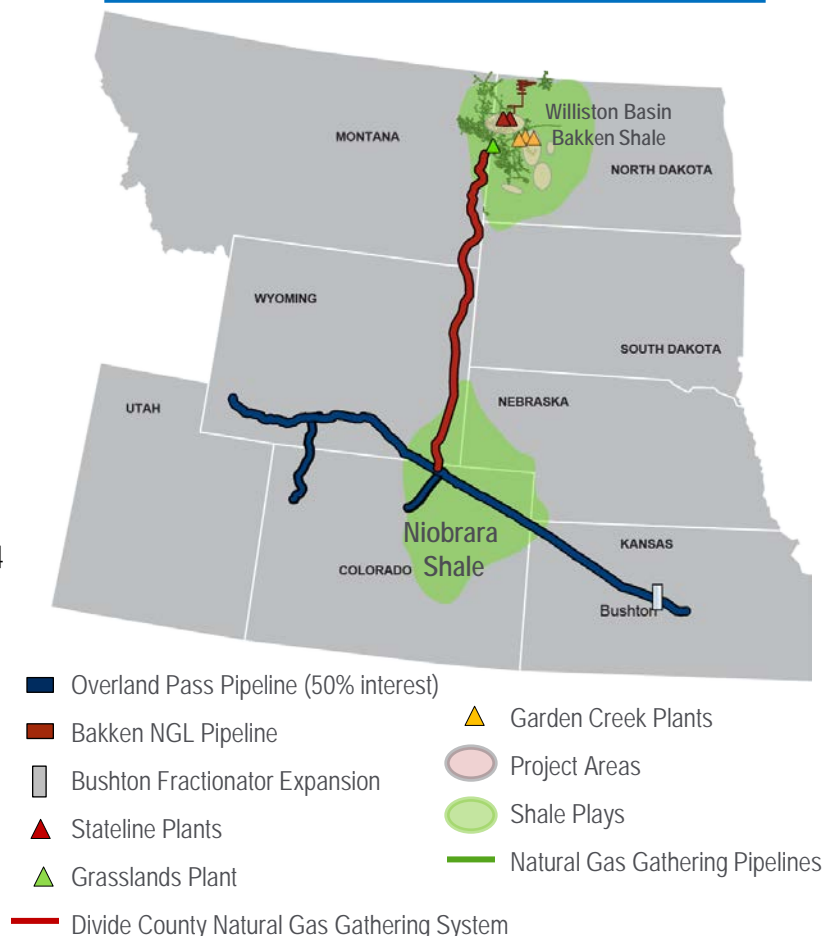 Williston Basin
Bakken Shale
MONTANA
NORTH DAKOTA
WYOMING
SOUTH DAKOTA
UTAH
NEBRASKA
Niobrara
Shale
COLORADO
KANSAS
Bushton
4
Overland Pass Pipeline (50% interest)
Bakken NGL Pipeline
Bushton Fractionator Expansion
Stateline Plants
Grasslands Plant
Divide County Natural Gas Gathering System
Garden Creek Plants
Project Areas
Shale Plays
Natural Gas Gathering Pipelines